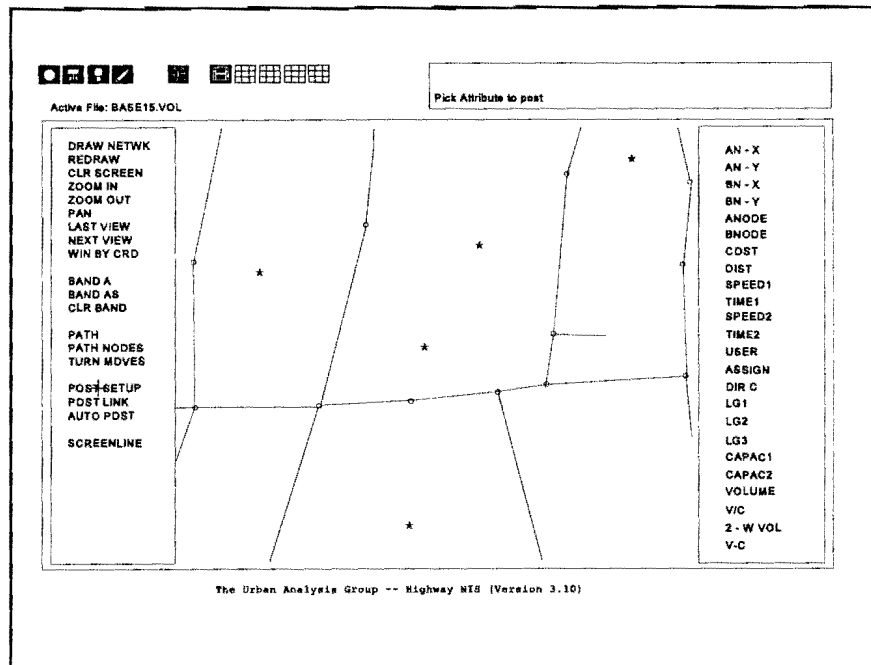 Pick Attribute to post
Active File: BASE15.VOL
DRAW NETWK
REDRAW
CLR SCREEN
ZOOM IN
ZOOM OUT
PAN
LAST VIEW
NEXT VIEW
WIN BY CRD
BAND A
BAND AS
CLR BAND
PATH
PATH NODES
TURN MOVES
POST SETUP
POST LINK
AUTO POST
SCREENLINE
AN - X
AN - Y
BN - X
BN - Y
ANODE
BNODE
COST
DIST
SPEED1
TIME1
SPEED2
TIME2
USER
ASSIGN
DIR C
LG1
LG2
LG3
CAPAC1
CAPAC2
VOLUME
V/C
2 - W VOL
V-C
The Urban Analysis Group -- Highway NIS (Version 3.10)